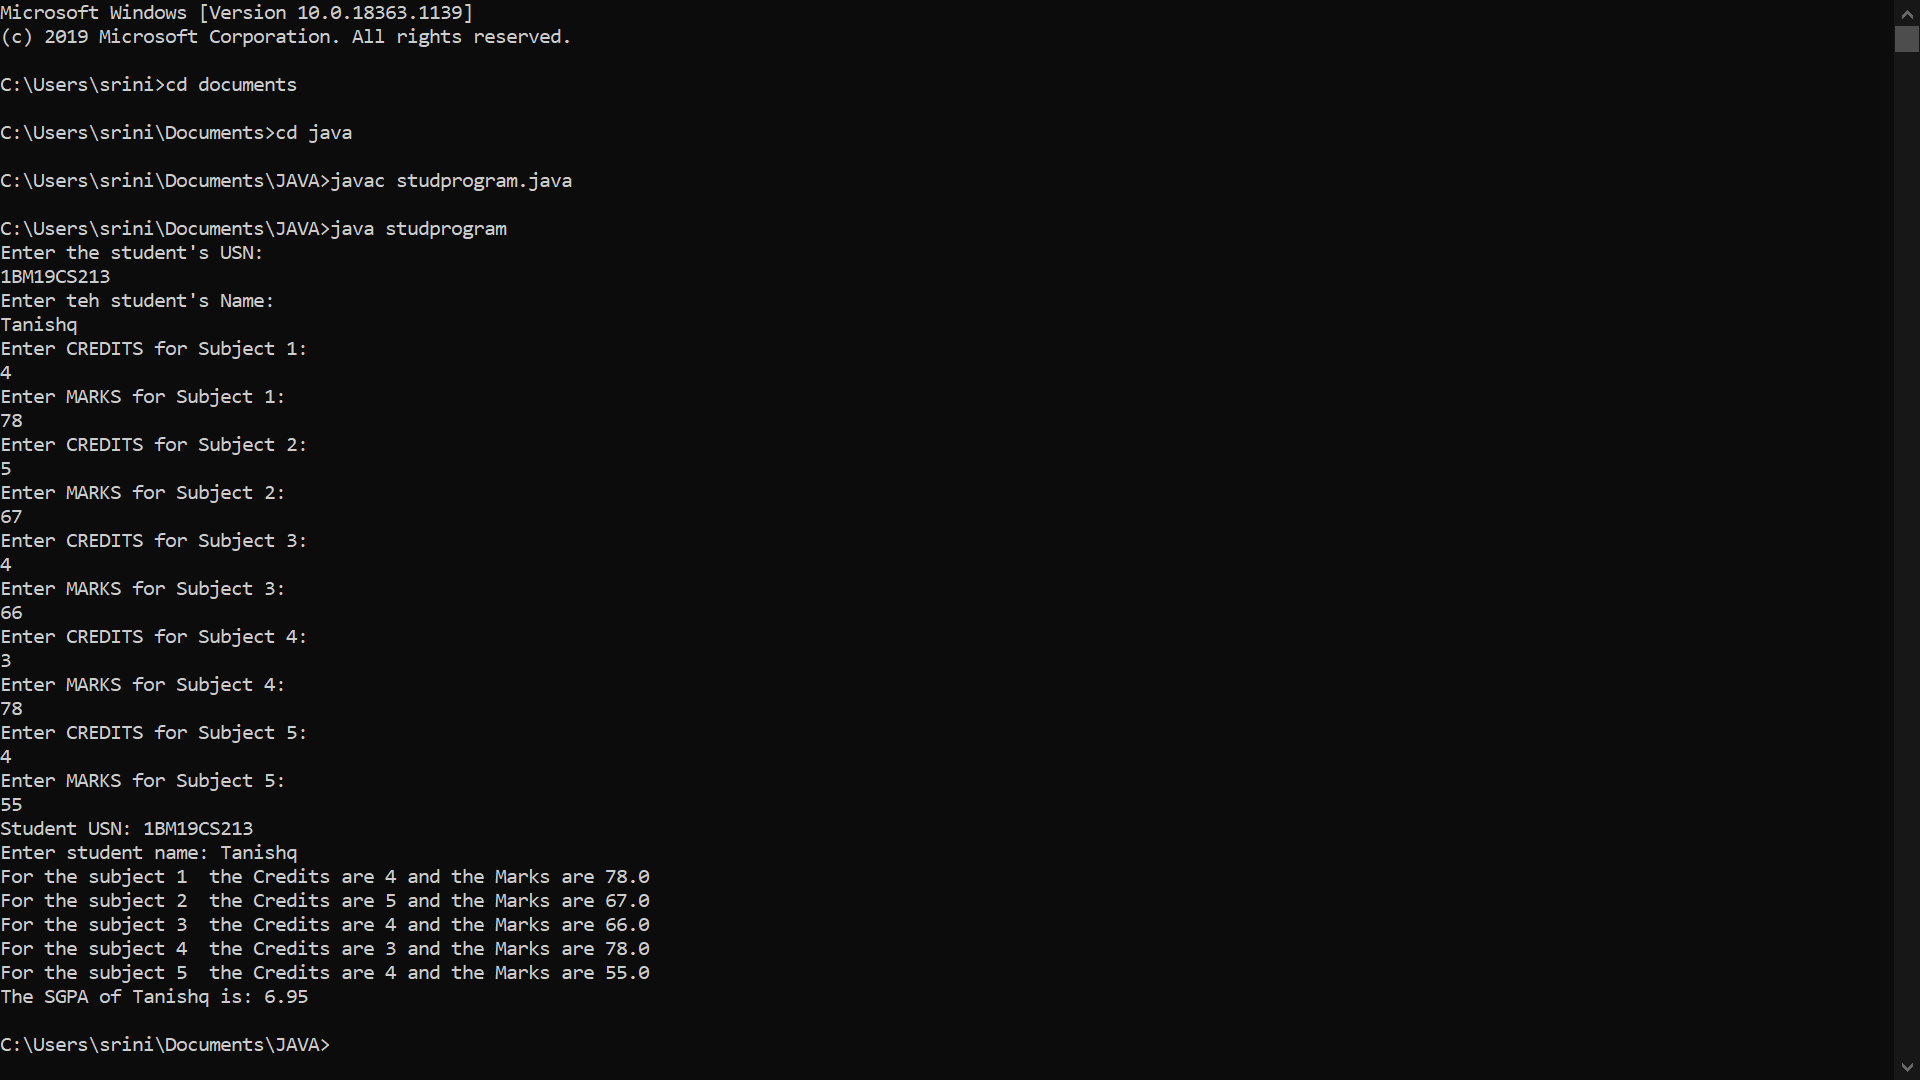 Microsoft Windows [Version 10.0.18363.1139]
(c) 2019 Microsoft Corporation. All rights reserved.
C:\Users\srini>cd documents
C:\Users\srini\Documents>cd java
C:\Users\srini\Documents\JAVA>javac studprogram.java
C:\Users\srini\Documents\JAVA>java studprogram
Enter the student's USN:
1BM19CS213
Enter teh student's Name:
Tanishq
Enter CREDITS for Subject 1:
4
Enter MARKS for Subject 1:
78
Enter CREDITS for Subject 2:
5
Enter MARKS for Subject 2:
67
Enter CREDITS for Subject 3:
4
Enter MARKS for Subject 3:
66
Enter CREDITS for Subject 4:
3
Enter MARKS for Subject 4:
78
Enter CREDITS for Subject 5:
4
Enter MARKS for Subject 5:
55
Student USN: 1BM19CS213
Enter student name: Tanishq
For the subject 1  the Credits are 4 and the Marks are 78.0
For the subject 2  the Credits are 5 and the Marks are 67.0
For the subject 3  the Credits are 4 and the Marks are 66.0
For the subject 4  the Credits are 3 and the Marks are 78.0
For the subject 5  the Credits are 4 and the Marks are 55.0
The SGPA of Tanishq is: 6.95
C:\Users\srini\Documents\JAVA>